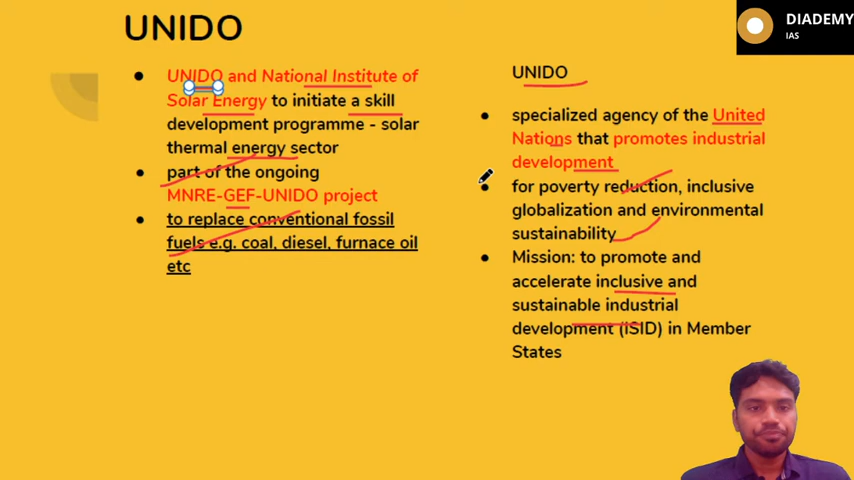 UNIDO
DIADEMY
IAS
UNIDO and National Institute of
Solar Energy to initiate a skill
development programme - solar
thermal energy sector
part of the ongoing
MNRE-GEF-UNIDO project
to replace conventional fossil
fuels e.g. coal, diesel, furnace oil
etc
UNIDO
specialized agency of the United
Nations that promotes industrial
development
for poverty reduction, inclusive
globalization and environmental
sustainability
Mission: to promote and
accelerate inclusive and
sustainable industrial
development (ISID) in Member
States